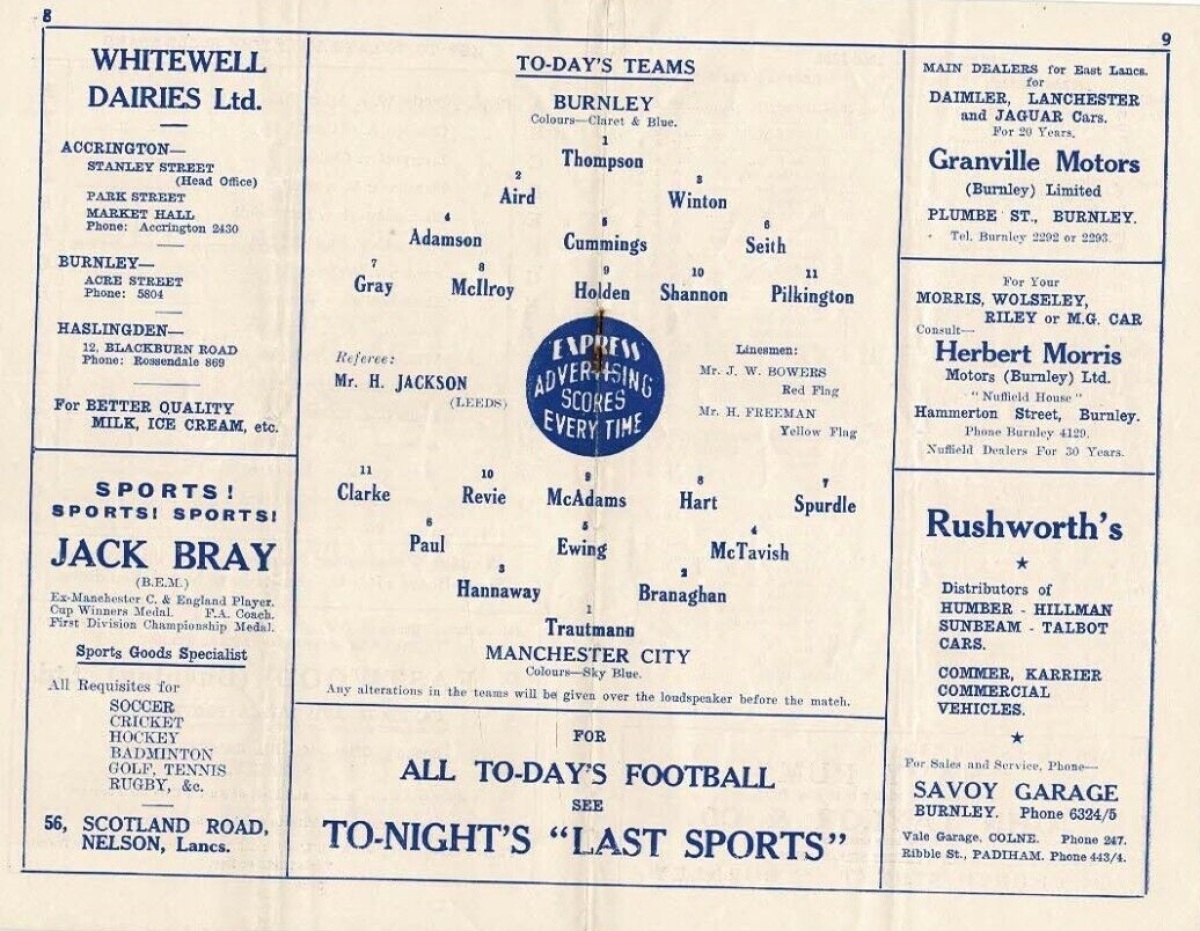 8
WHITEWELL
DAIRIES Ltd.
ACCRINGTON—
STANLEY STREET
(Head Office)
PARK STREET
MARKET HALL
Phone: Accrington 2430
BURNLEY—
ACRE STREET
Phone: 5804
HASLINGDEN—
12, BLACKBURN ROAD
Phone: Rossendale 869
For BETTER QUALITY
MILK, ICE CREAM, etc.
SPORTS!
SPORTS! SPORTS!
JACK BRAY
(B.E.M.)
Ex-Manchester C. & England Player.
Cup Winners Medal. F.A. Coach.
First Division Championship Medal.
Sports Goods Specialist
All Requisites for
SOCCER
CRICKET
HOCKEY
BADMINTON
GOLF, TENNIS
RUGBY, &c.
56, SCOTLAND ROAD,
NELSON, Lancs.
TO-DAY'S TEAMS
BURNLEY
Colours—Claret & Blue.
1
Thompson
2 3
Aird Winton
4 5 6
Adamson Cummings Seith
7 8 9 10 11
Gray McIlroy Holden Shannon Pilkington
Referee:
Mr. H. JACKSON
(LEEDS)
EXPRESS
ADVERTISING
SCORES
EVERY TIME
Linesmen:
Mr. J. W. BOWERS
Red Flag
Mr. H. FREEMAN
Yellow Flag
11 10 9 8 7
Clarke Revie McAdams Hart Spurdle
6 5 4
Paul Ewing McTavish
3 2
Hannaway Branaghan
1
Trautmann
MANCHESTER CITY
Colours—Sky Blue.
Any alterations in the teams will be given over the loudspeaker before the match.
FOR
ALL TO-DAY'S FOOTBALL
SEE
TO-NIGHT'S "LAST SPORTS"
9
MAIN DEALERS for East Lancs.
for
DAIMLER, LANCHESTER
and JAGUAR Cars.
For 20 Years.
Granville Motors
(Burnley) Limited
PLUMBE ST., BURNLEY.
Tel. Burnley 2292 or 2293.
For Your
MORRIS, WOLSELEY,
RILEY or M.G. CAR
Consult—
Herbert Morris
Motors (Burnley) Ltd.
"Nuffield House"
Hammerton Street, Burnley.
Phone Burnley 4129.
Nuffield Dealers For 30 Years.
Rushworth's
Distributors of
HUMBER - HILLMAN
SUNBEAM - TALBOT
CARS.
COMMER, KARRIER
COMMERCIAL
VEHICLES.
For Sales and Service, Phone—
SAVOY GARAGE
BURNLEY. Phone 6324/5
Vale Garage, COLNE. Phone 247.
Ribble St., PADIHAM. Phone 443/4.